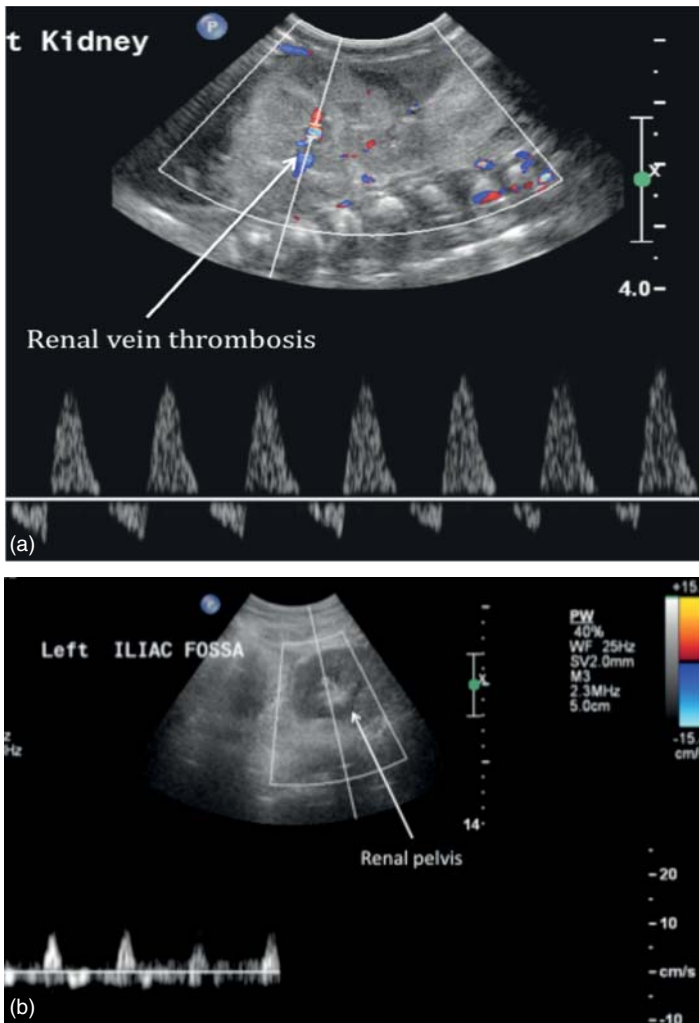 P
t Kidney
X
4.0
Renal vein thrombosis
(a)
P
Left ILIAC FOSSA
X
z
Hz
14
Renal pelvis
PW
40%
WF 25Hz
SV2.0mm
M3
2.3MHz
5.0cm
+15.
-15.
cm/
20
10
cm/s
-10
(b)